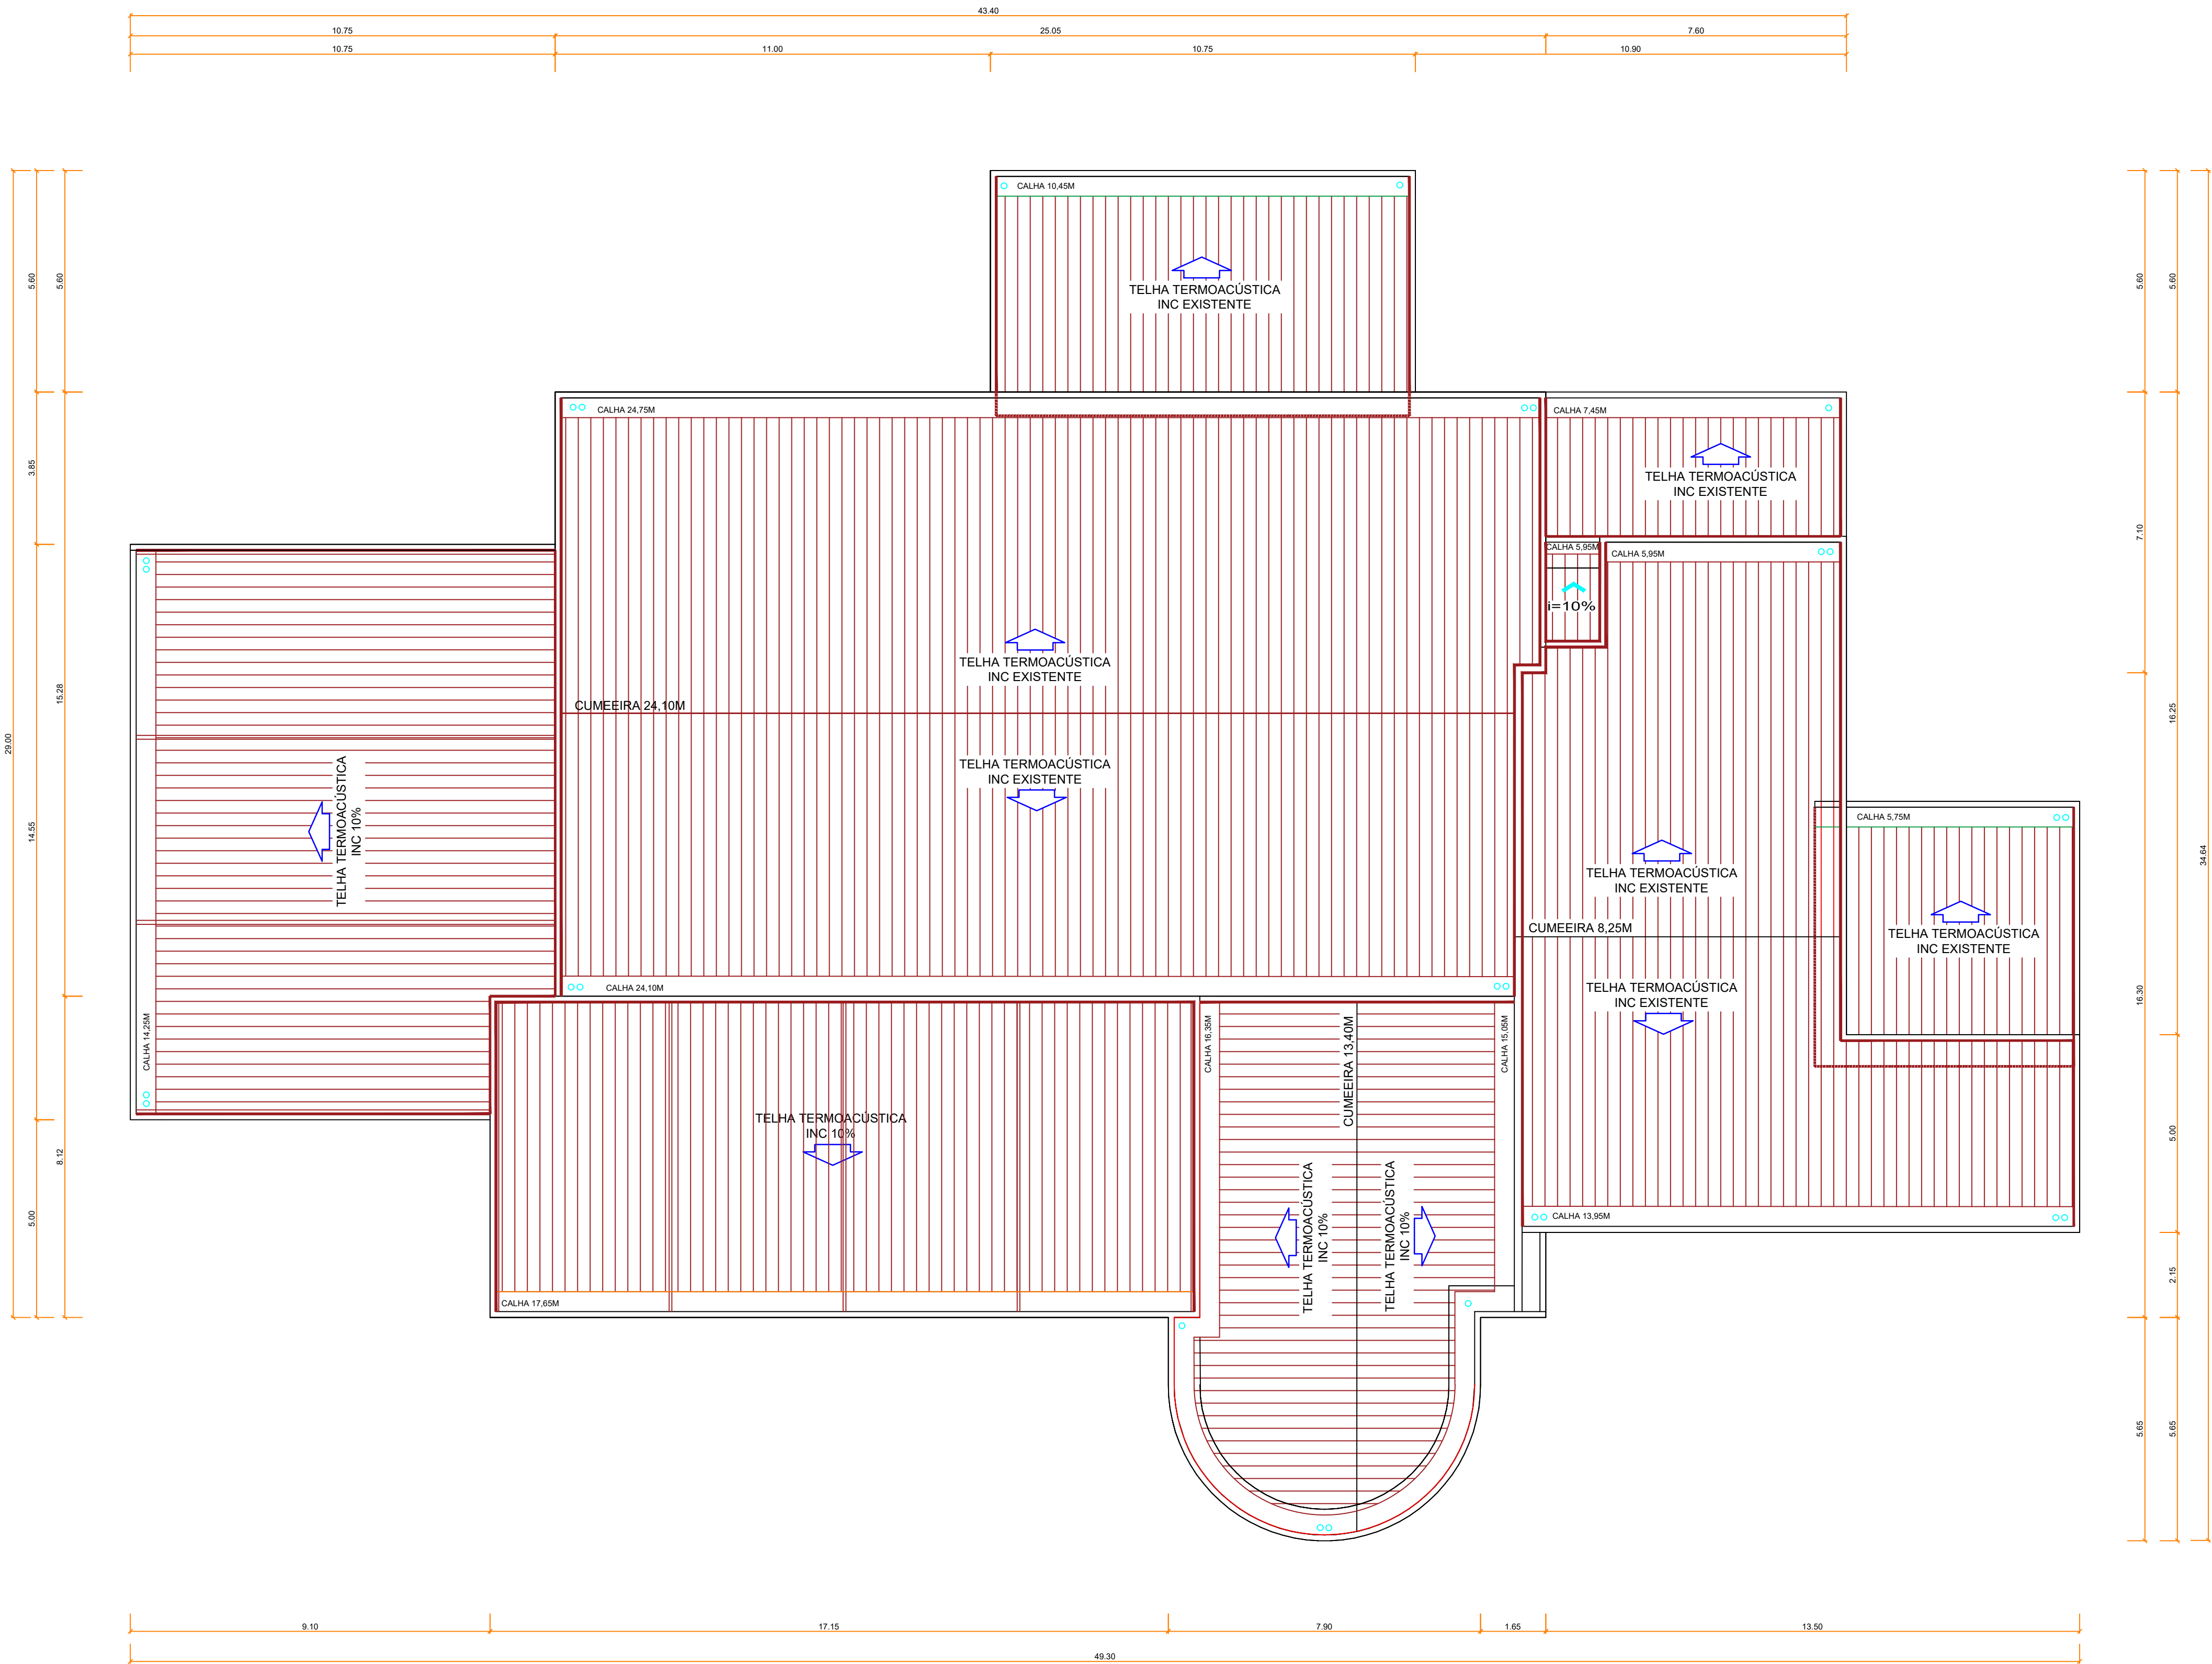 43.40
10.75
25.05
7.60
10.75
11.00
10.75
10.90
5.60
5.60
3.85
29.00
15.28
14.55
8.12
5.00
5.60
5.60
7.10
16.25
34.64
16.30
5.00
2.15
5.65
5.65
CALHA 10,45M
TELHA TERMOACÚSTICA
INC EXISTENTE
CALHA 24,75M
CALHA 7,45M
TELHA TERMOACÚSTICA
INC EXISTENTE
CALHA 5,95M
CALHA 5,95M
i=10%
TELHA TERMOACÚSTICA
INC EXISTENTE
CUMEEIRA 24,10M
TELHA TERMOACÚSTICA
INC EXISTENTE
TELHA TERMOACÚSTICA
INC 10%
CALHA 14,25M
CALHA 5,75M
TELHA TERMOACÚSTICA
INC EXISTENTE
CUMEEIRA 8,25M
TELHA TERMOACÚSTICA
INC EXISTENTE
TELHA TERMOACÚSTICA
INC EXISTENTE
CALHA 24,10M
CALHA 16,35M
CUMEEIRA 13,40M
CALHA 15,05M
TELHA TERMOACÚSTICA
INC 10%
TELHA TERMOACÚSTICA
INC 10%
TELHA TERMOACÚSTICA
INC 10%
CALHA 13,95M
CALHA 17,65M
9.10
17.15
7.90
1.65
13.50
49.30